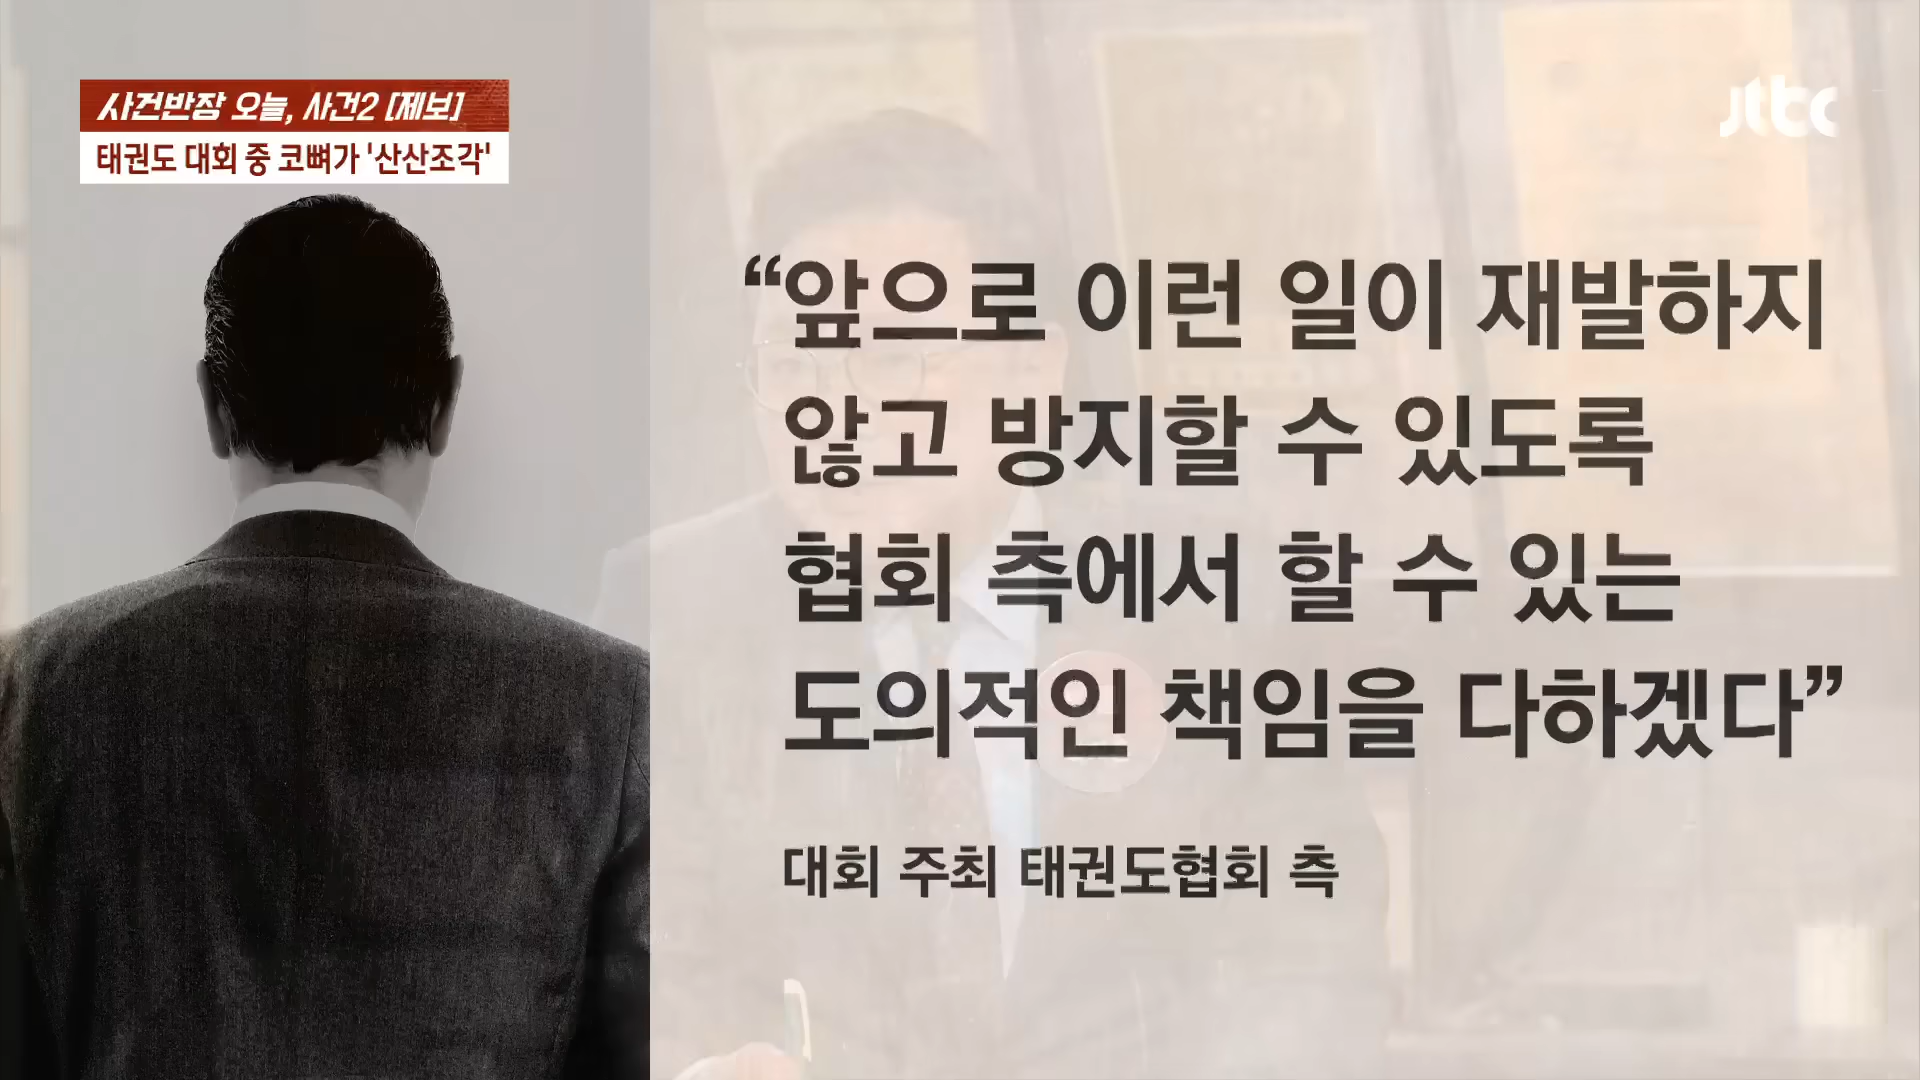 사건반장 오늘, 사건2 [제보]
태권도 대회 중 코뼈가 '산산조각'
jtbc
“앞으로 이런 일이 재발하지
않고 방지할 수 있도록
협회 측에서 할 수 있는
도의적인 책임을 다하겠다”
대회 주최 태권도협회 측